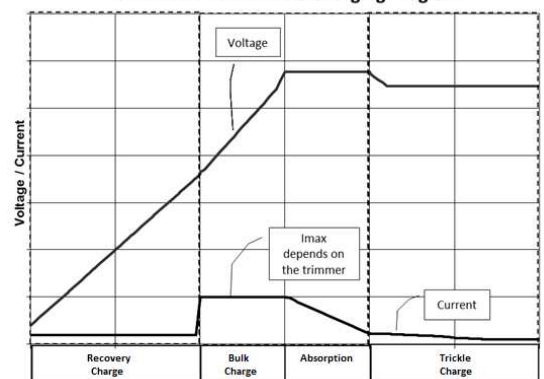 Voltage
Voltage / Current
Imax
depends on
the trimmer
Current
Recovery
Charge
Bulk
Charge
Absorption
Trickle
Charge